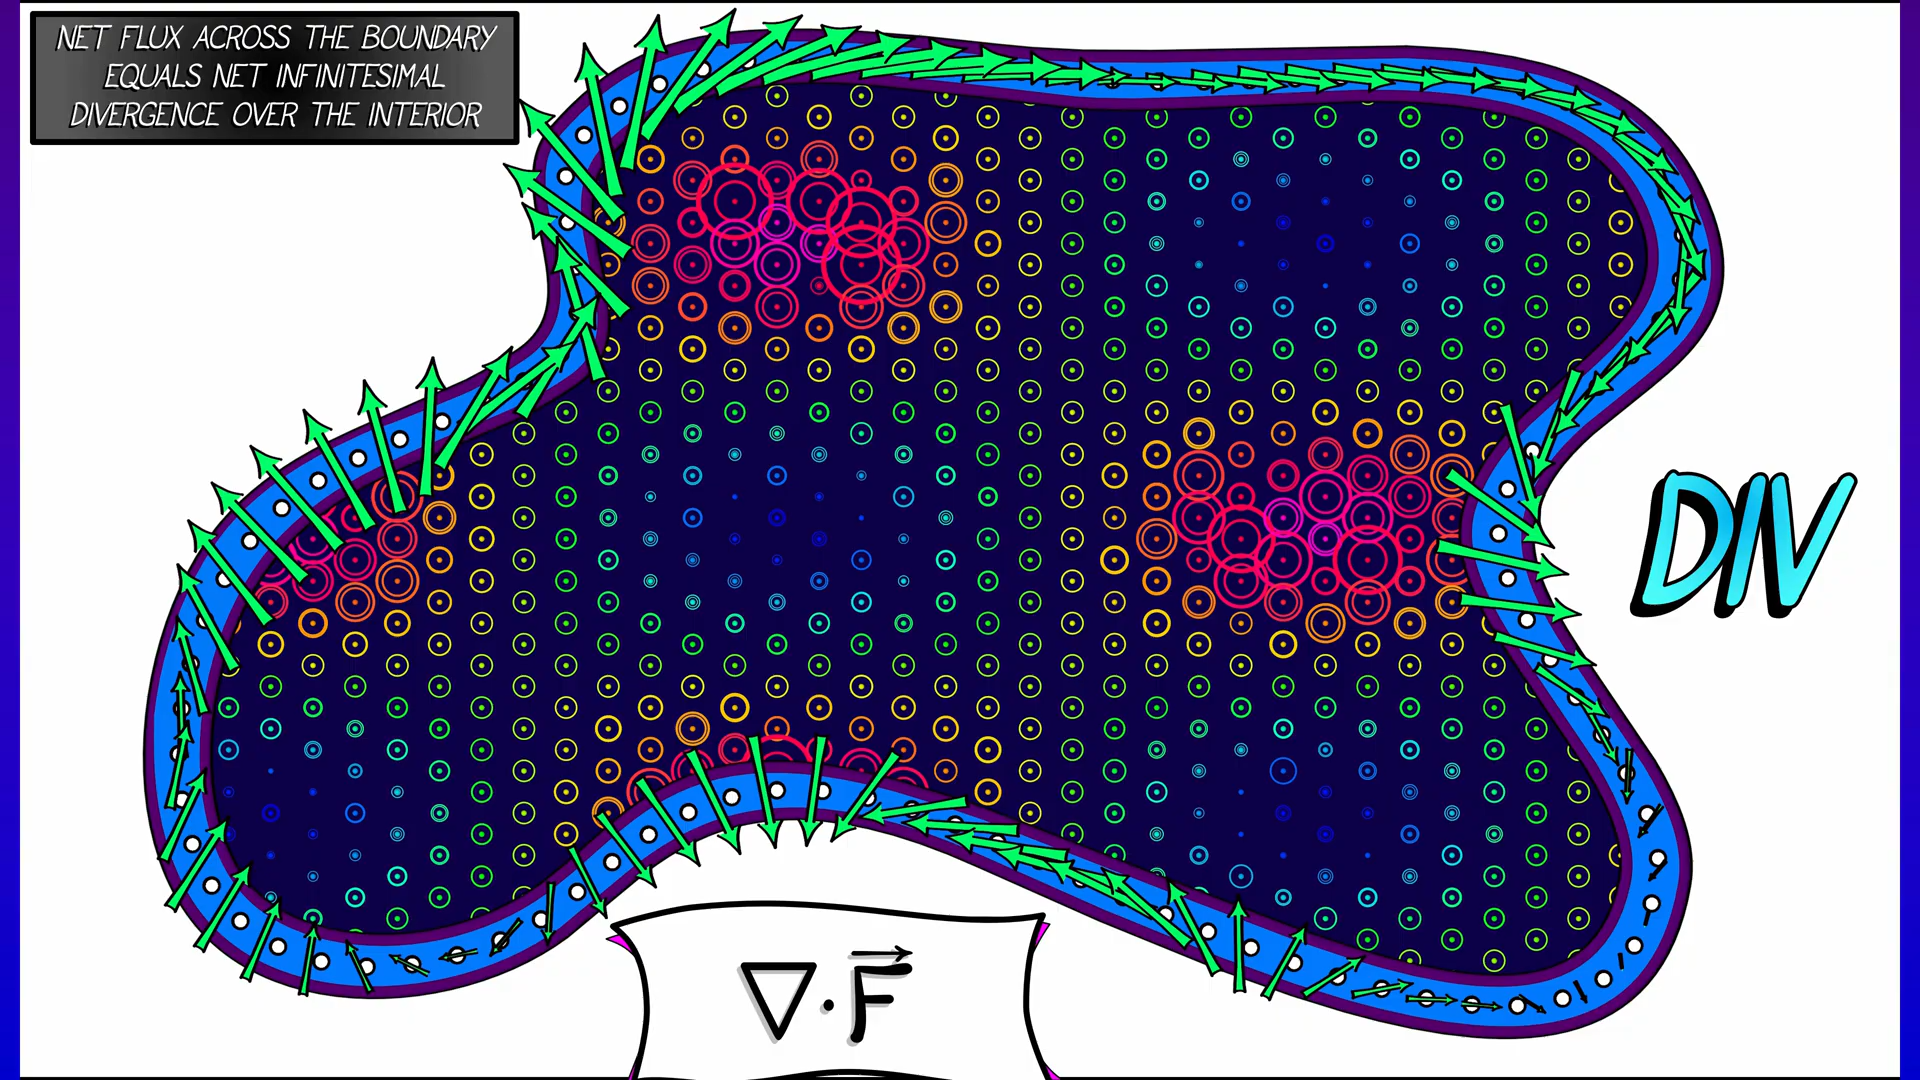 NET FLUX ACROSS THE BOUNDARY
EQUALS NET INFINITESIMAL
DIVERGENCE OVER THE INTERIOR
DIV
∇·F⃗